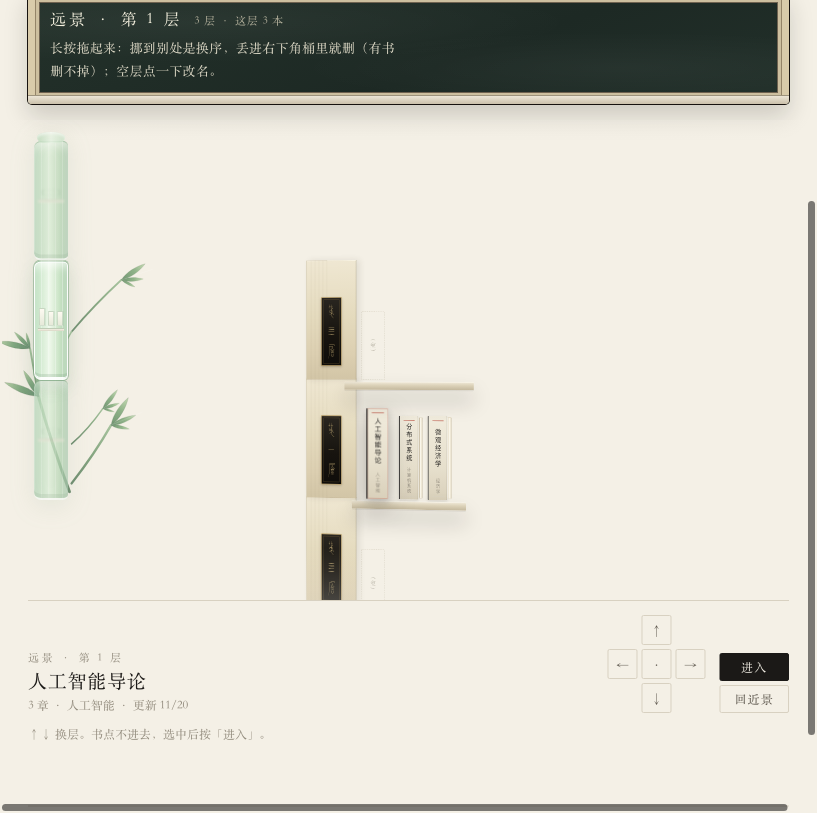 远景 · 第 1 层 3 层 · 这层 3 本
长按拖起来：挪到别处是换序，丢进右下角桶里就删（有书
删不掉）；空层点一下改名。
人工智能导论
分布式系统
微观经济学
↑
← · →
↓
进入
回近景
远景 · 第 1 层
人工智能导论
3 章 · 人工智能 · 更新 11/20
↑↓ 换层。书点不进去，选中后按「进入」。